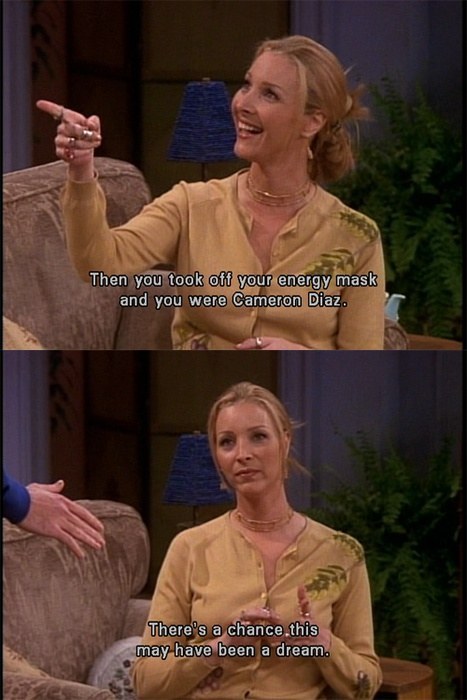 Then you took off your energy mask
and you were Cameron Diaz.
There's a chance this
may have been a dream.